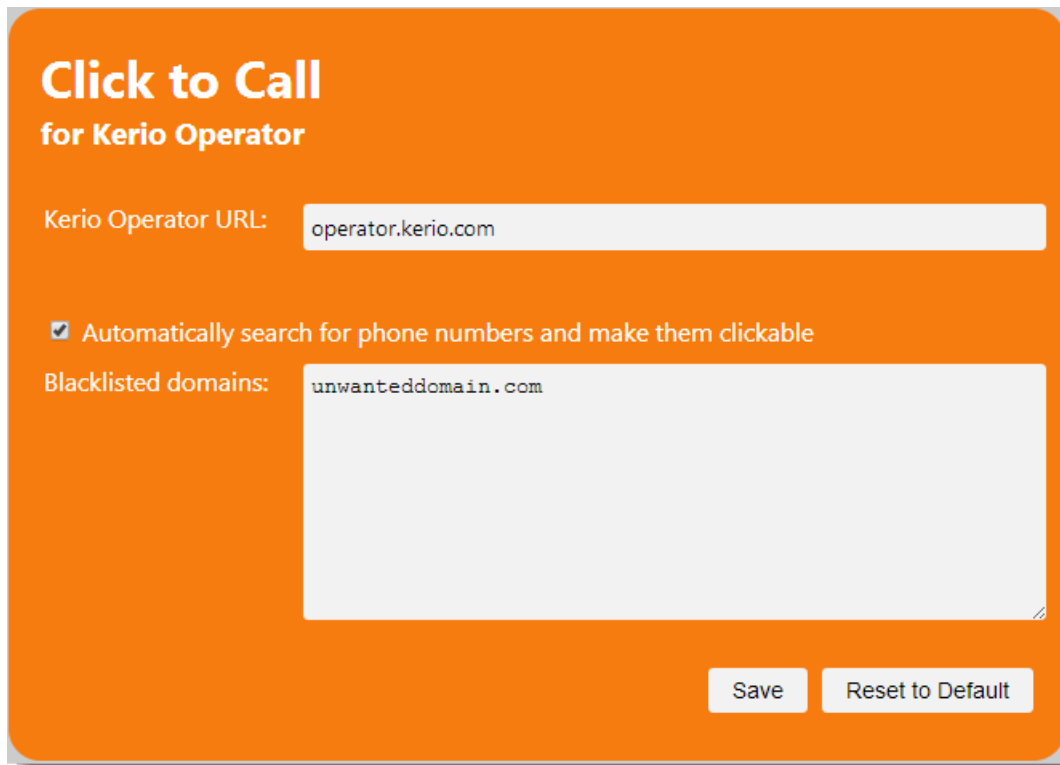 Click to Call
for Kerio Operator
Kerio Operator URL:
operator.kerio.com
Automatically search for phone numbers and make them clickable
Blacklisted domains:
unwanteddomain.com
Save
Reset to Default